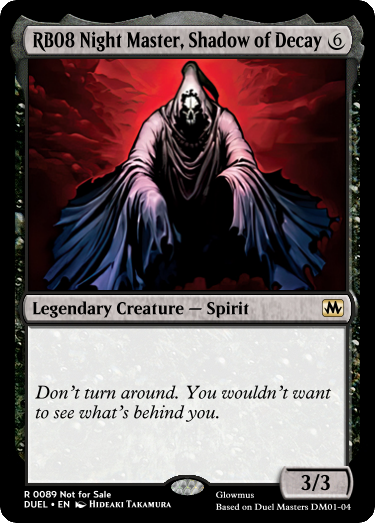 RB08 Night Master, Shadow of Decay 6
Legendary Creature — Spirit
Don't turn around. You wouldn't want
to see what's behind you.
3/3
R 0089 Not for Sale
DUEL • EN Hideaki Takamura
Glowmus
Based on Duel Masters DM01-04